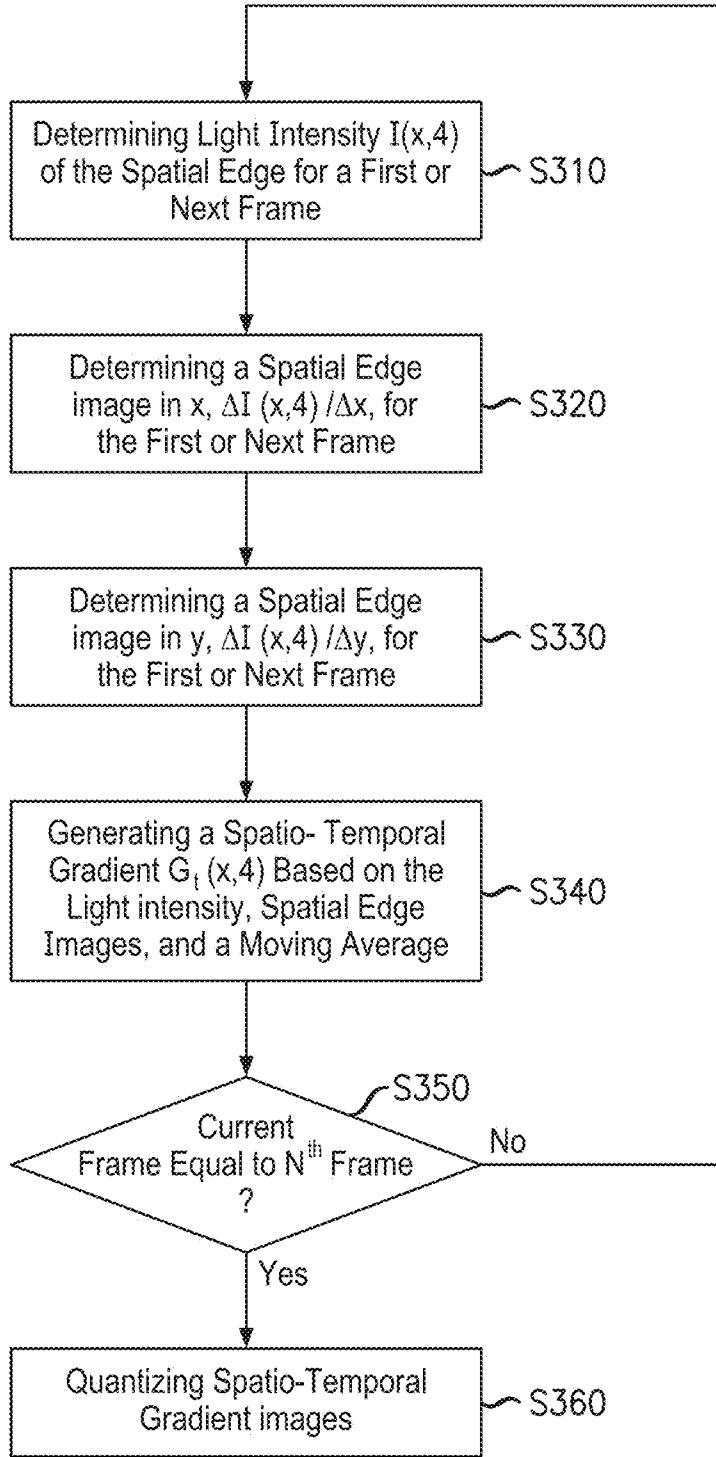 Determining Light Intensity I(x,4)
of the Spatial Edge for a First or
Next Frame
S310
Determining a Spatial Edge
image in x, ΔI (x,4) /Δx, for
the First or Next Frame
S320
Determining a Spatial Edge
image in y, ΔI (x,4) /Δy, for
the First or Next Frame
S330
Generating a Spatio- Temporal
Gradient Gₜ (x,4) Based on the
Light intensity, Spatial Edge
Images, and a Moving Average
S340
S350
Current
Frame Equal to Nᵗʰ Frame
?
No
Yes
Quantizing Spatio-Temporal
Gradient images
S360